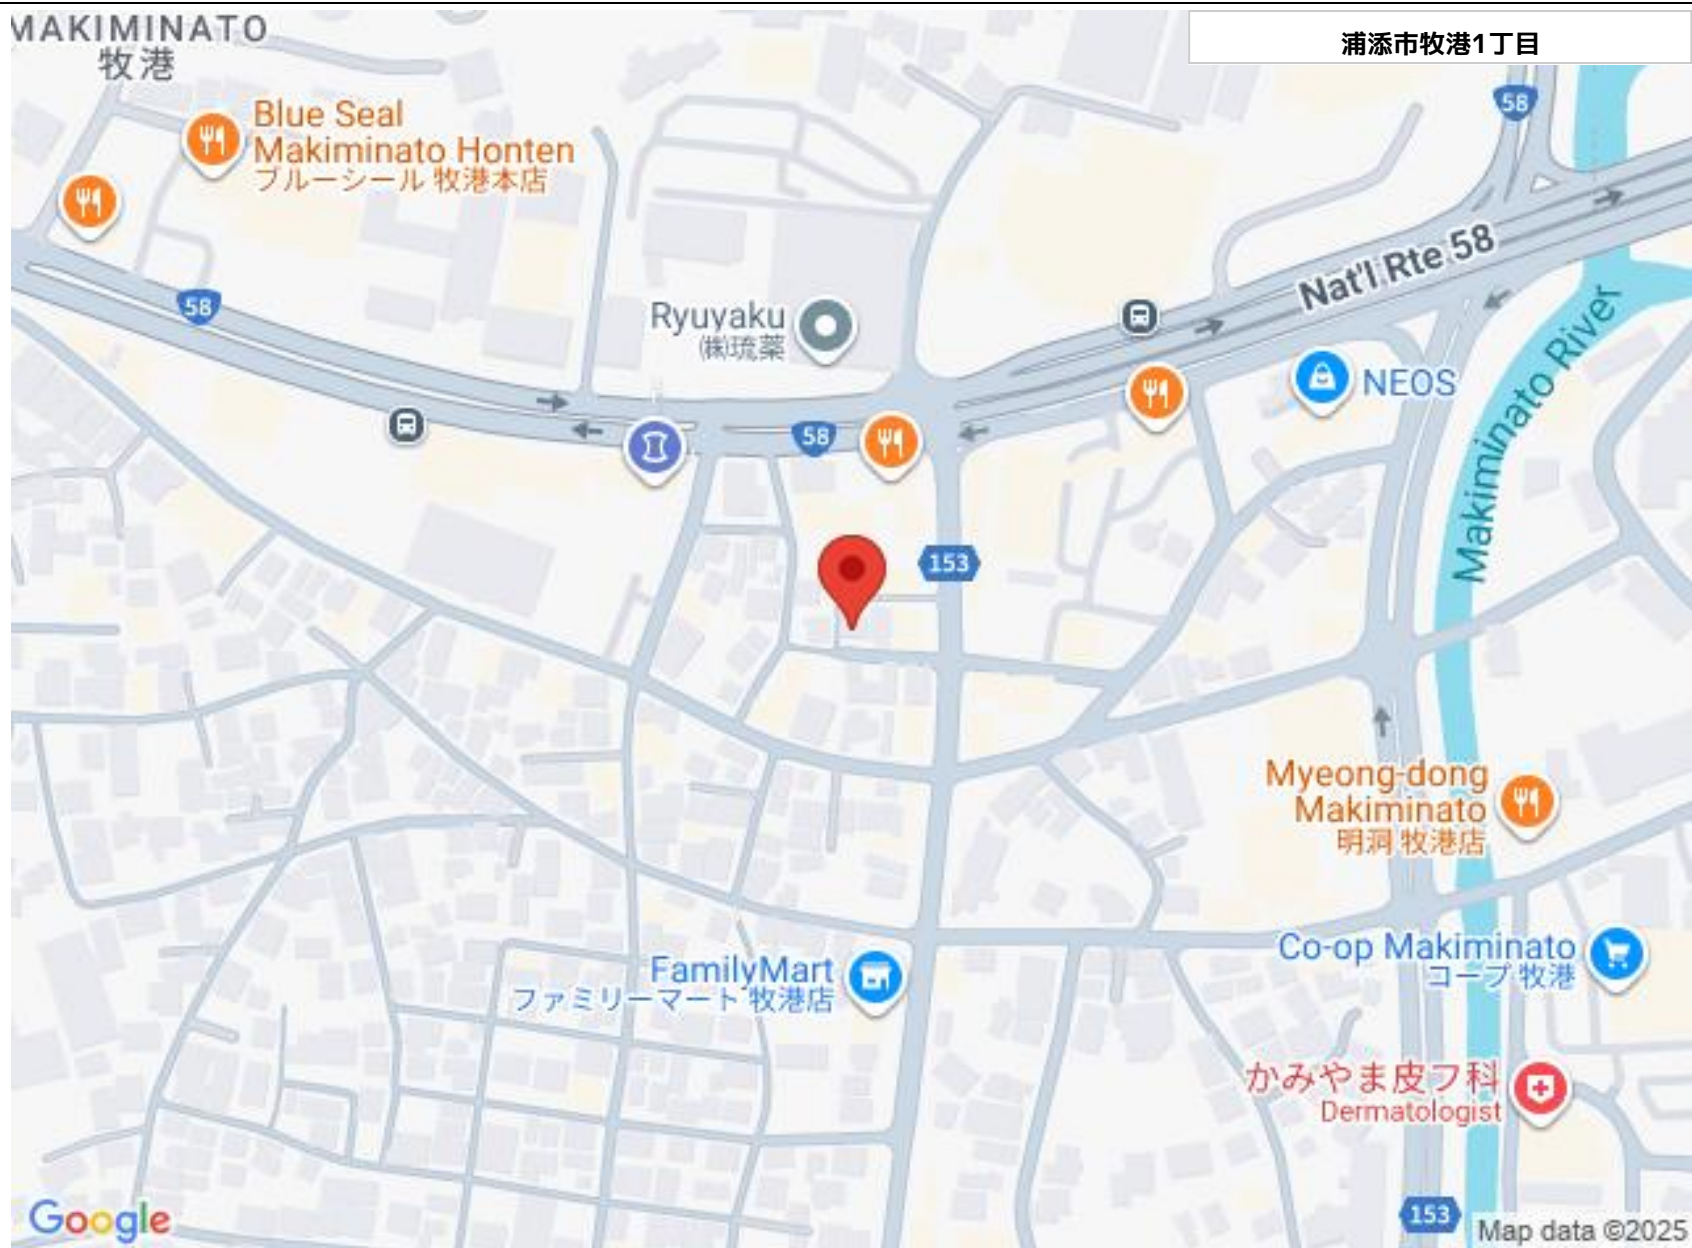 MAKIMINATO
牧港
浦添市牧港1丁目
58
Blue Seal
Makiminato Honten
ブルーシール 牧港本店
Nat'l Rte 58
58
Ryuyaku
㈱琉薬
NEOS
58
Makiminato River
153
Myeong-dong
Makiminato
明洞 牧港店
FamilyMart
ファミリーマート 牧港店
Co-op Makiminato
コープ 牧港
かみやま皮フ科
Dermatologist
153
Google
Map data ©2025